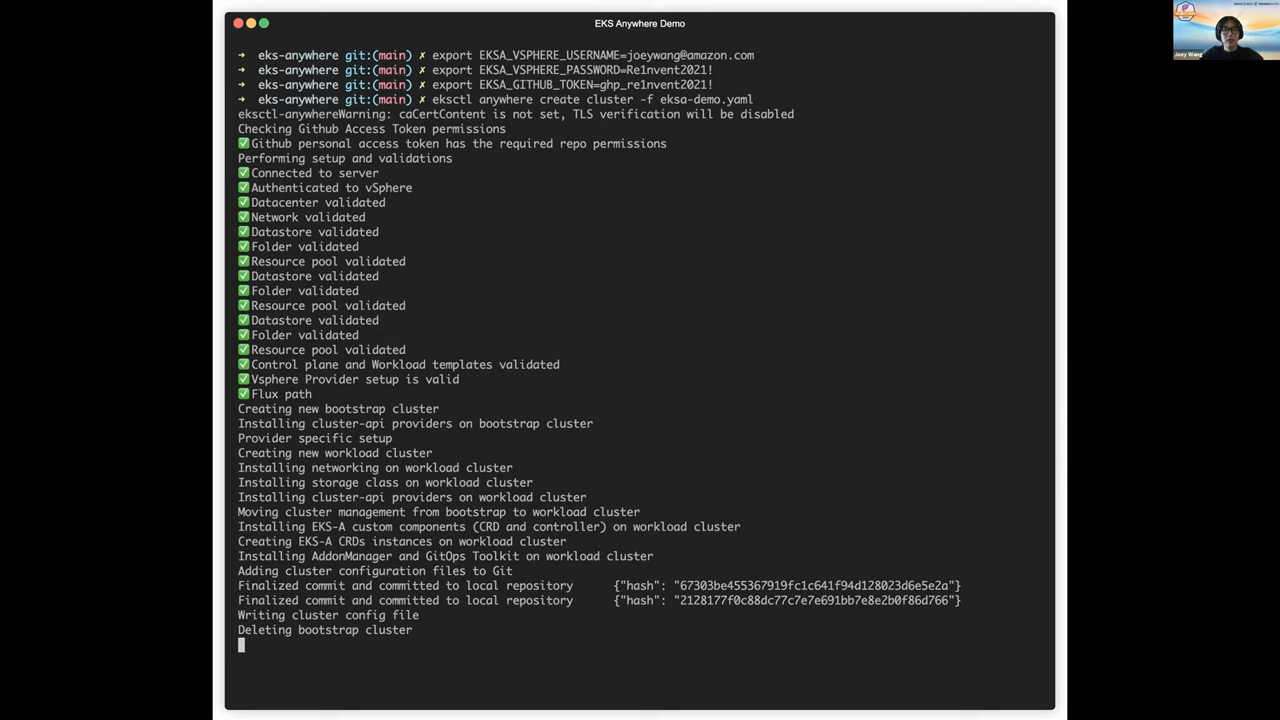 EKS Anywhere Demo
➜ eks-anywhere git:(main) ✗ export EKSA_VSPHERE_USERNAME=joeywang@amazon.com
➜ eks-anywhere git:(main) ✗ export EKSA_VSPHERE_PASSWORD=Re1nvent2021!
➜ eks-anywhere git:(main) ✗ export EKSA_GITHUB_TOKEN=ghp_re1nvent2021!
➜ eks-anywhere git:(main) ✗ eksctl anywhere create cluster -f eksa-demo.yaml
eksctl-anywhereWarning: caCertContent is not set, TLS verification will be disabled
Checking Github Access Token permissions
✅Github personal access token has the required repo permissions
Performing setup and validations
✅Connected to server
✅Authenticated to vSphere
✅Datacenter validated
✅Network validated
✅Datastore validated
✅Folder validated
✅Resource pool validated
✅Datastore validated
✅Folder validated
✅Resource pool validated
✅Datastore validated
✅Folder validated
✅Resource pool validated
✅Control plane and Workload templates validated
✅Vsphere Provider setup is valid
✅Flux path
Creating new bootstrap cluster
Installing cluster-api providers on bootstrap cluster
Provider specific setup
Creating new workload cluster
Installing networking on workload cluster
Installing storage class on workload cluster
Installing cluster-api providers on workload cluster
Moving cluster management from bootstrap to workload cluster
Installing EKS-A custom components (CRD and controller) on workload cluster
Creating EKS-A CRDs instances on workload cluster
Installing AddonManager and GitOps Toolkit on workload cluster
Adding cluster configuration files to Git
Finalized commit and committed to local repository {"hash": "67303be455367919fc1c641f94d128023d6e5e2a"}
Finalized commit and committed to local repository {"hash": "2128177f0c88dc77c7e7e691bb7e8e2b0f86d766"}
Writing cluster config file
Deleting bootstrap cluster
Joey Wang